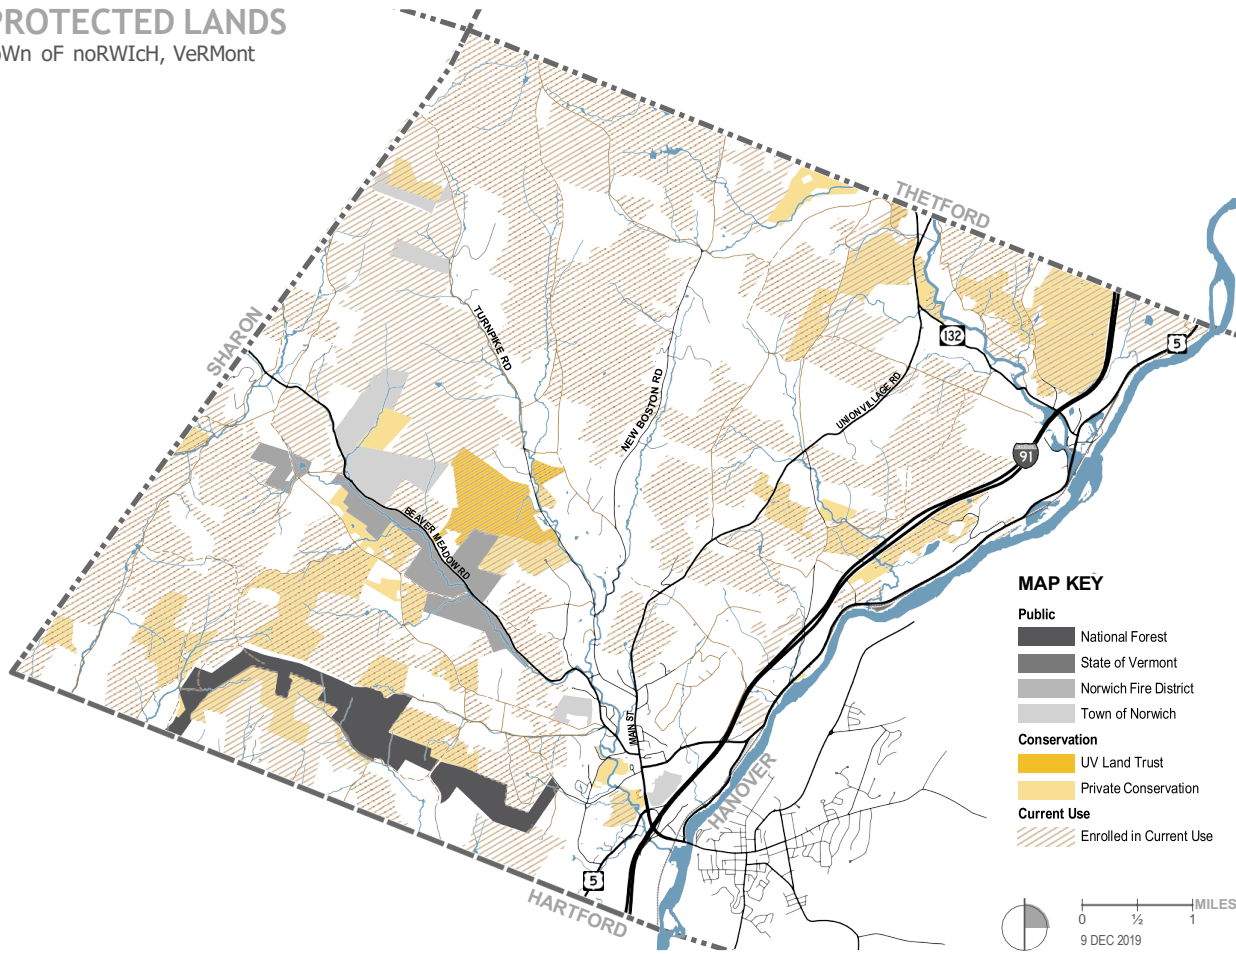 PROTECTED LANDS
oWn oF noRWIcH, VeRMont
THETFORD
SHARON
TURNPIKE RD
132
5
NEW BOSTON RD
UNION VILLAGE RD
91
BEAVER MEADOW RD
MAIN ST
HANOVER
5
HARTFORD
MAP KEY
Public
National Forest
State of Vermont
Norwich Fire District
Town of Norwich
Conservation
UV Land Trust
Private Conservation
Current Use
Enrolled in Current Use
MILES
0 ½ 1
9 DEC 2019